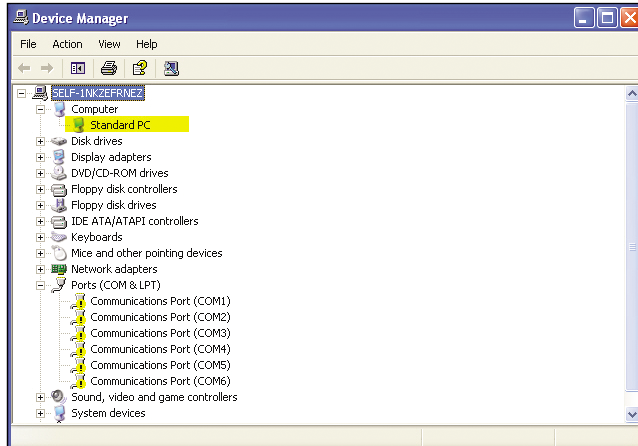 Device Manager
File Action View Help
SELF-1NKZEFRNEZ
Computer
Standard PC
Disk drives
Display adapters
DVD/CD-ROM drives
Floppy disk controllers
Floppy disk drives
IDE ATA/ATAPI controllers
Keyboards
Mice and other pointing devices
Network adapters
Ports (COM & LPT)
Communications Port (COM1)
Communications Port (COM2)
Communications Port (COM3)
Communications Port (COM4)
Communications Port (COM5)
Communications Port (COM6)
Sound, video and game controllers
System devices